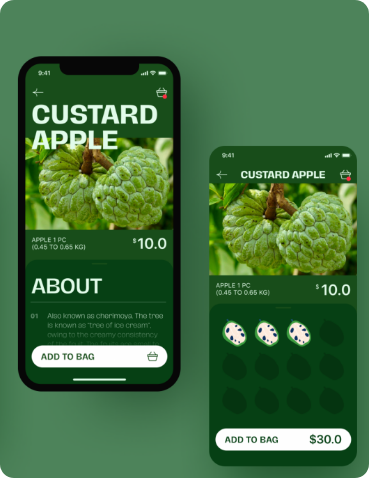 9:41
CUSTARD
APPLE
APPLE 1 PC
(0.45 TO 0.65 KG)
$10.0
ABOUT
01 Also known as cherimoya. The tree
is known as "tree of ice cream",
owing to the creamy consistency
ADD TO BAG
9:41
CUSTARD APPLE
APPLE 1 PC
(0.45 TO 0.65 KG)
$10.0
ADD TO BAG
$30.0